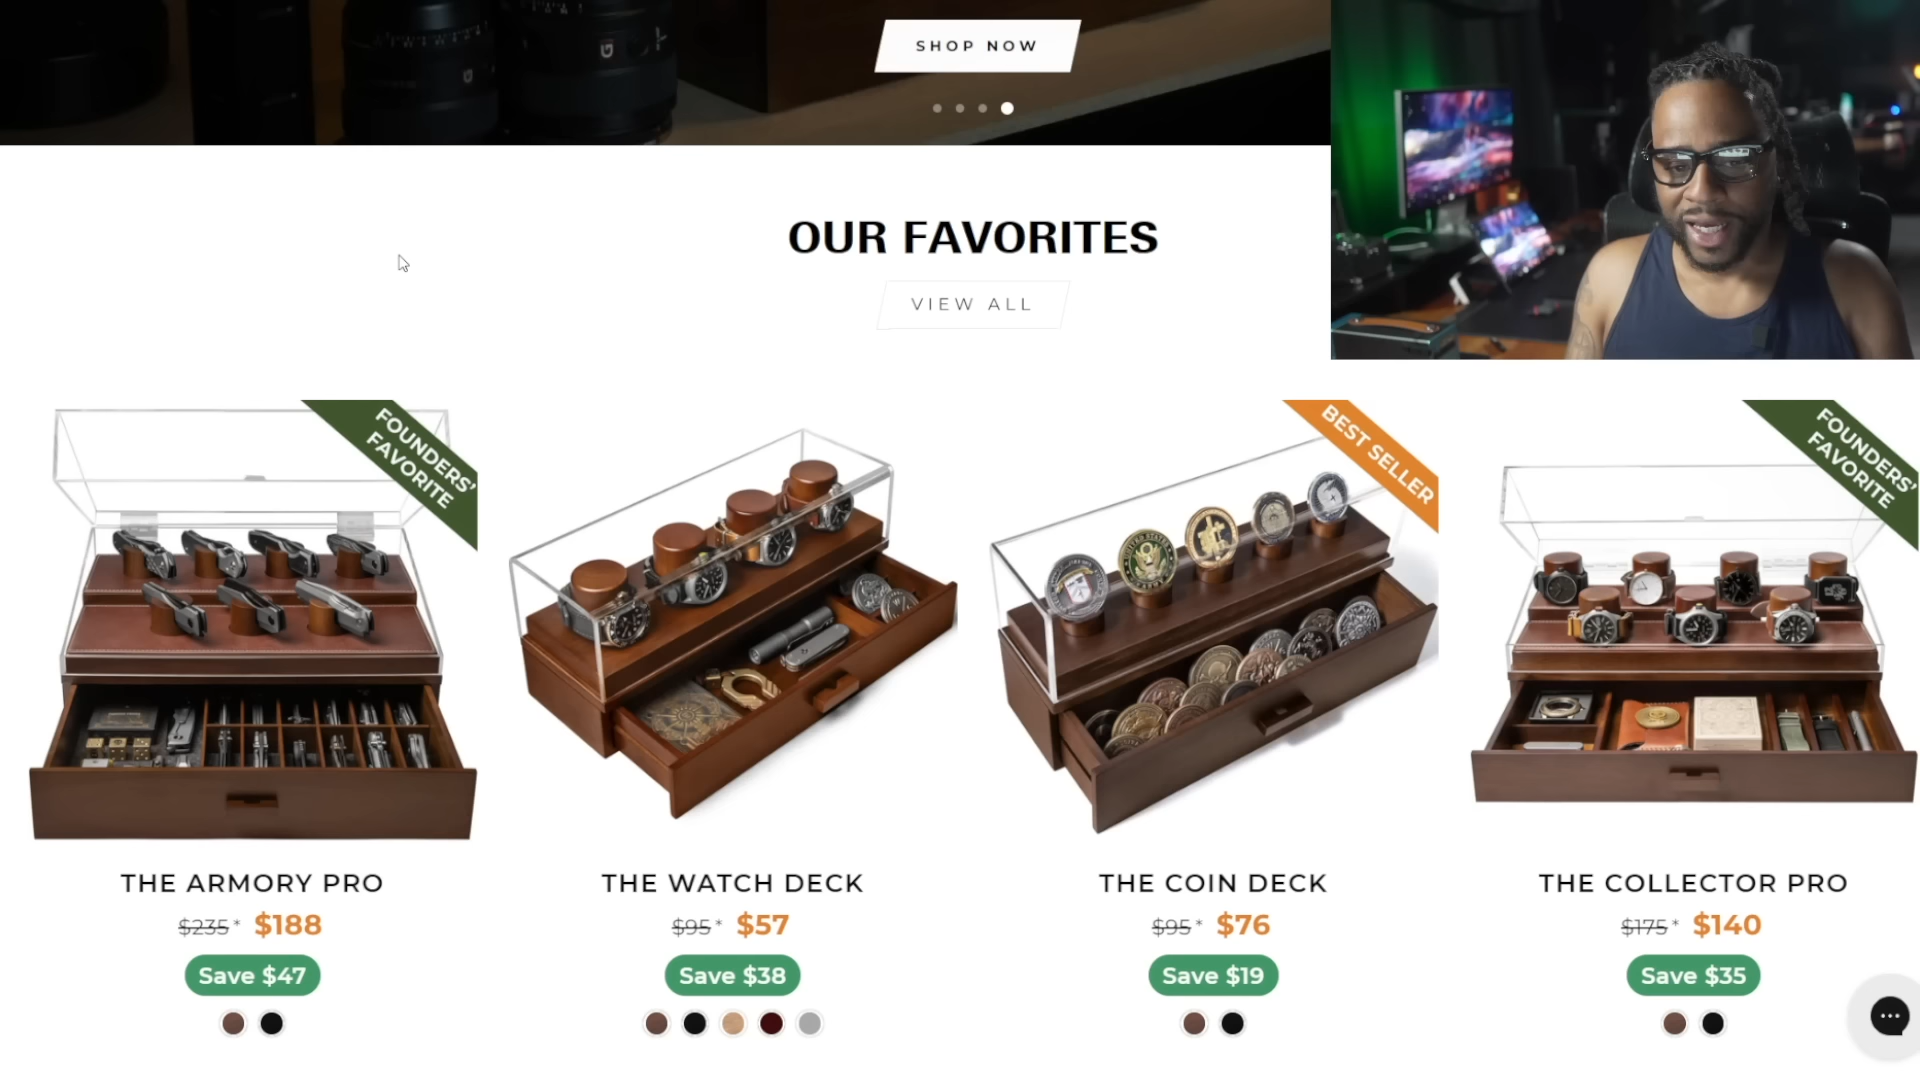 SHOP NOW
OUR FAVORITES
VIEW ALL
FOUNDERS'
FAVORITE
BEST SELLER
FOUNDERS'
FAVORITE
THE ARMORY PRO
$235* $188
Save $47
THE WATCH DECK
$95* $57
Save $38
THE COIN DECK
$95* $76
Save $19
THE COLLECTOR PRO
$175* $140
Save $35